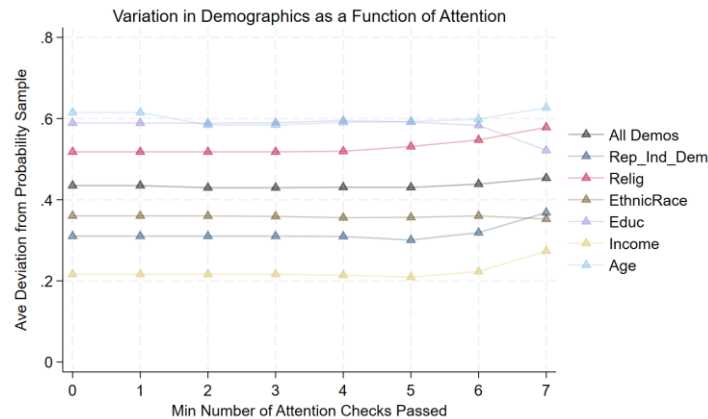 Variation in Demographics as a Function of Attention
Ave Deviation from Probability Sample
.8
.6
.4
.2
0
0 1 2 3 4 5 6 7
Min Number of Attention Checks Passed
All Demos
Rep_Ind_Dem
Relig
EthnicRace
Educ
Income
Age